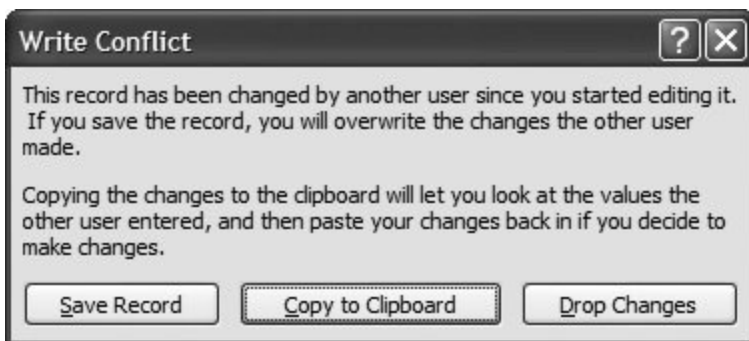 Write Conflict
This record has been changed by another user since you started editing it.
If you save the record, you will overwrite the changes the other user
made.
Copying the changes to the clipboard will let you look at the values the
other user entered, and then paste your changes back in if you decide to
make changes.
Save Record Copy to Clipboard Drop Changes